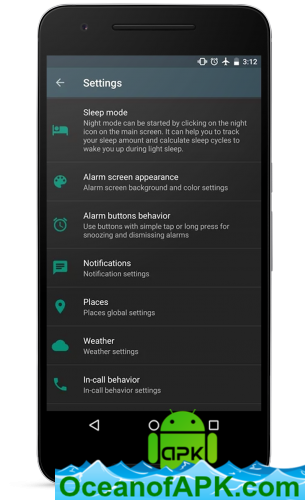 3:12
Settings
Sleep mode
Night mode can be started by clicking on the night
icon on the main screen. It can help you to track
your sleep amount and calculate sleep cycles to
wake you up during light sleep.
Alarm screen appearance
Alarm screen background and color settings
Alarm buttons behavior
Use buttons with simple tap or long press for
snoozing and dismissing alarms
Notifications
Notification settings
Places
Places global settings
Weather
Weather settings
In-call behavior
In-call behavior settings
apk
OceanofAPK.com